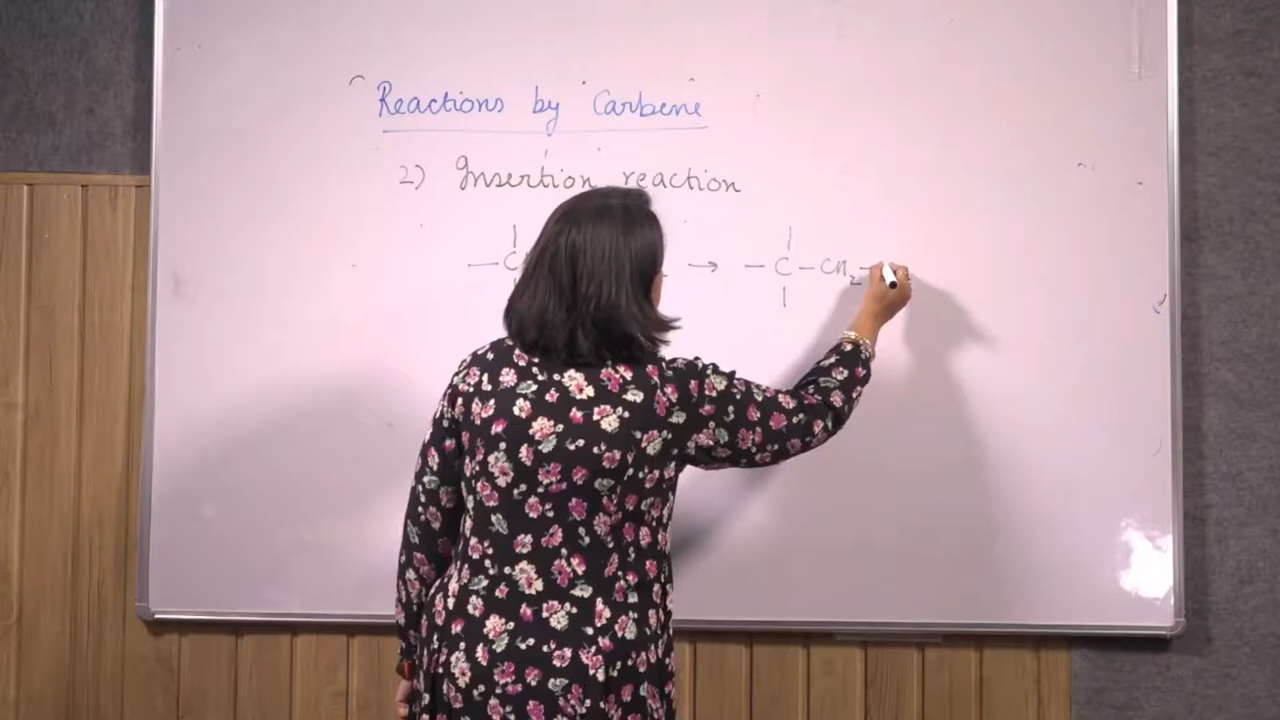 Reactions by Carbene
2) Insertion reaction
— C → — C — CH2 —